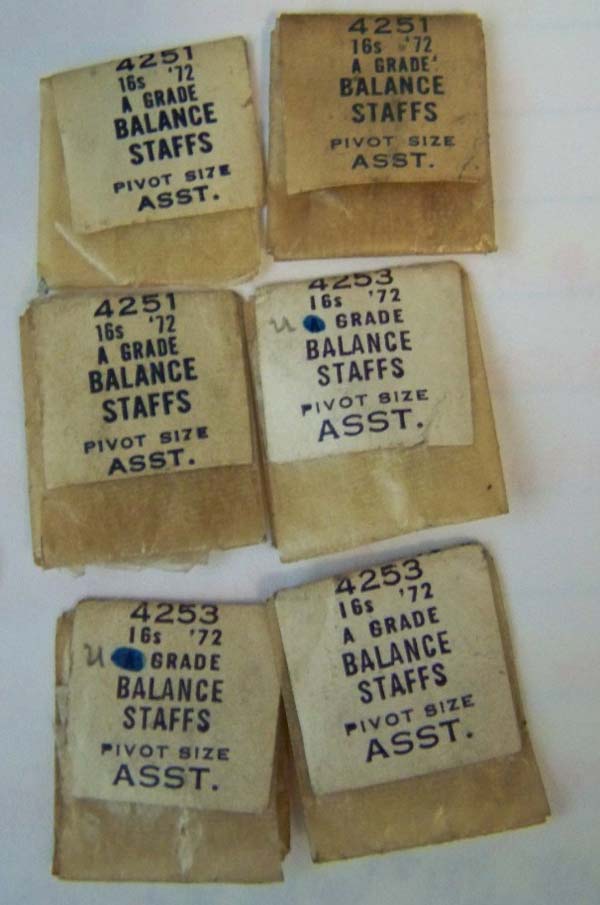 4251
16s '72
A GRADE
BALANCE
STAFFS
PIVOT SIZE
ASST.
4251
16s '72
A GRADE
BALANCE
STAFFS
PIVOT SIZE
ASST.
4251
16s '72
A GRADE
BALANCE
STAFFS
PIVOT SIZE
ASST.
4253
16s '72
U A GRADE
BALANCE
STAFFS
PIVOT SIZE
ASST.
4253
16s '72
U A GRADE
BALANCE
STAFFS
PIVOT SIZE
ASST.
4253
16s '72
A GRADE
BALANCE
STAFFS
PIVOT SIZE
ASST.